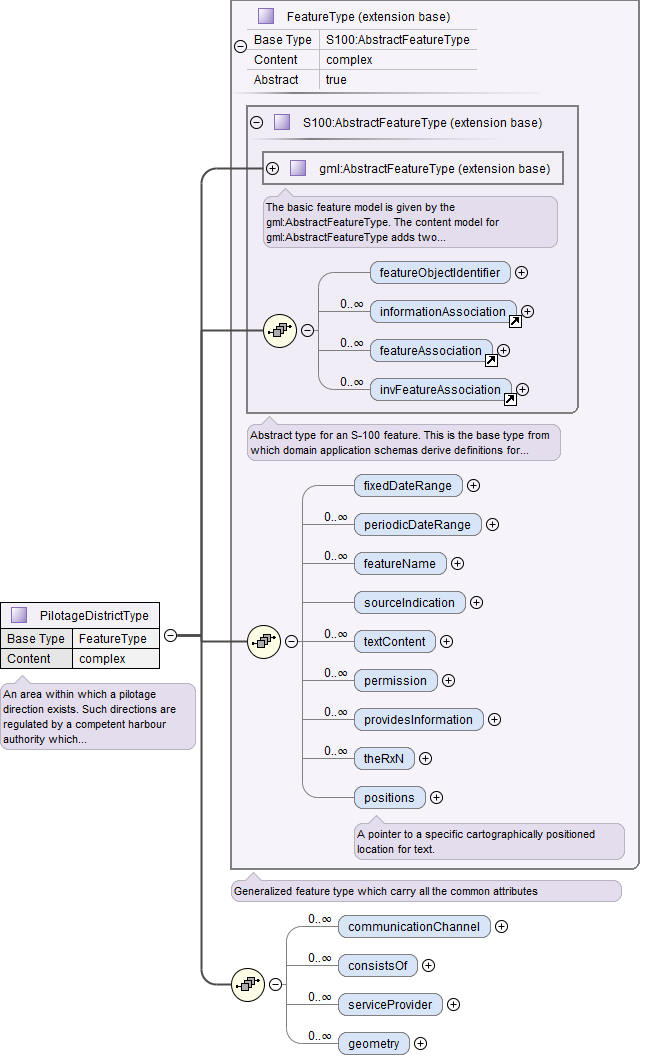 FeatureType (extension base)
Base Type S100:AbstractFeatureType
Content complex
Abstract true
S100:AbstractFeatureType (extension base)
gml:AbstractFeatureType (extension base)
The basic feature model is given by the
gml:AbstractFeatureType. The content model for
gml:AbstractFeatureType adds two...
featureObjectIdentifier
0..∞
informationAssociation
0..∞
featureAssociation
0..∞
invFeatureAssociation
Abstract type for an S-100 feature. This is the base type from
which domain application schemas derive definitions for...
fixedDateRange
0..∞
periodicDateRange
0..∞
featureName
sourceIndication
0..∞
textContent
0..∞
permission
0..∞
providesInformation
0..∞
theRxN
positions
A pointer to a specific cartographically positioned
location for text.
Generalized feature type which carry all the common attributes
PilotageDistrictType
Base Type FeatureType
Content complex
An area within which a pilotage
direction exists. Such directions are
regulated by a competent harbour
authority which...
0..∞
communicationChannel
0..∞
consistsOf
0..∞
serviceProvider
0..∞
geometry